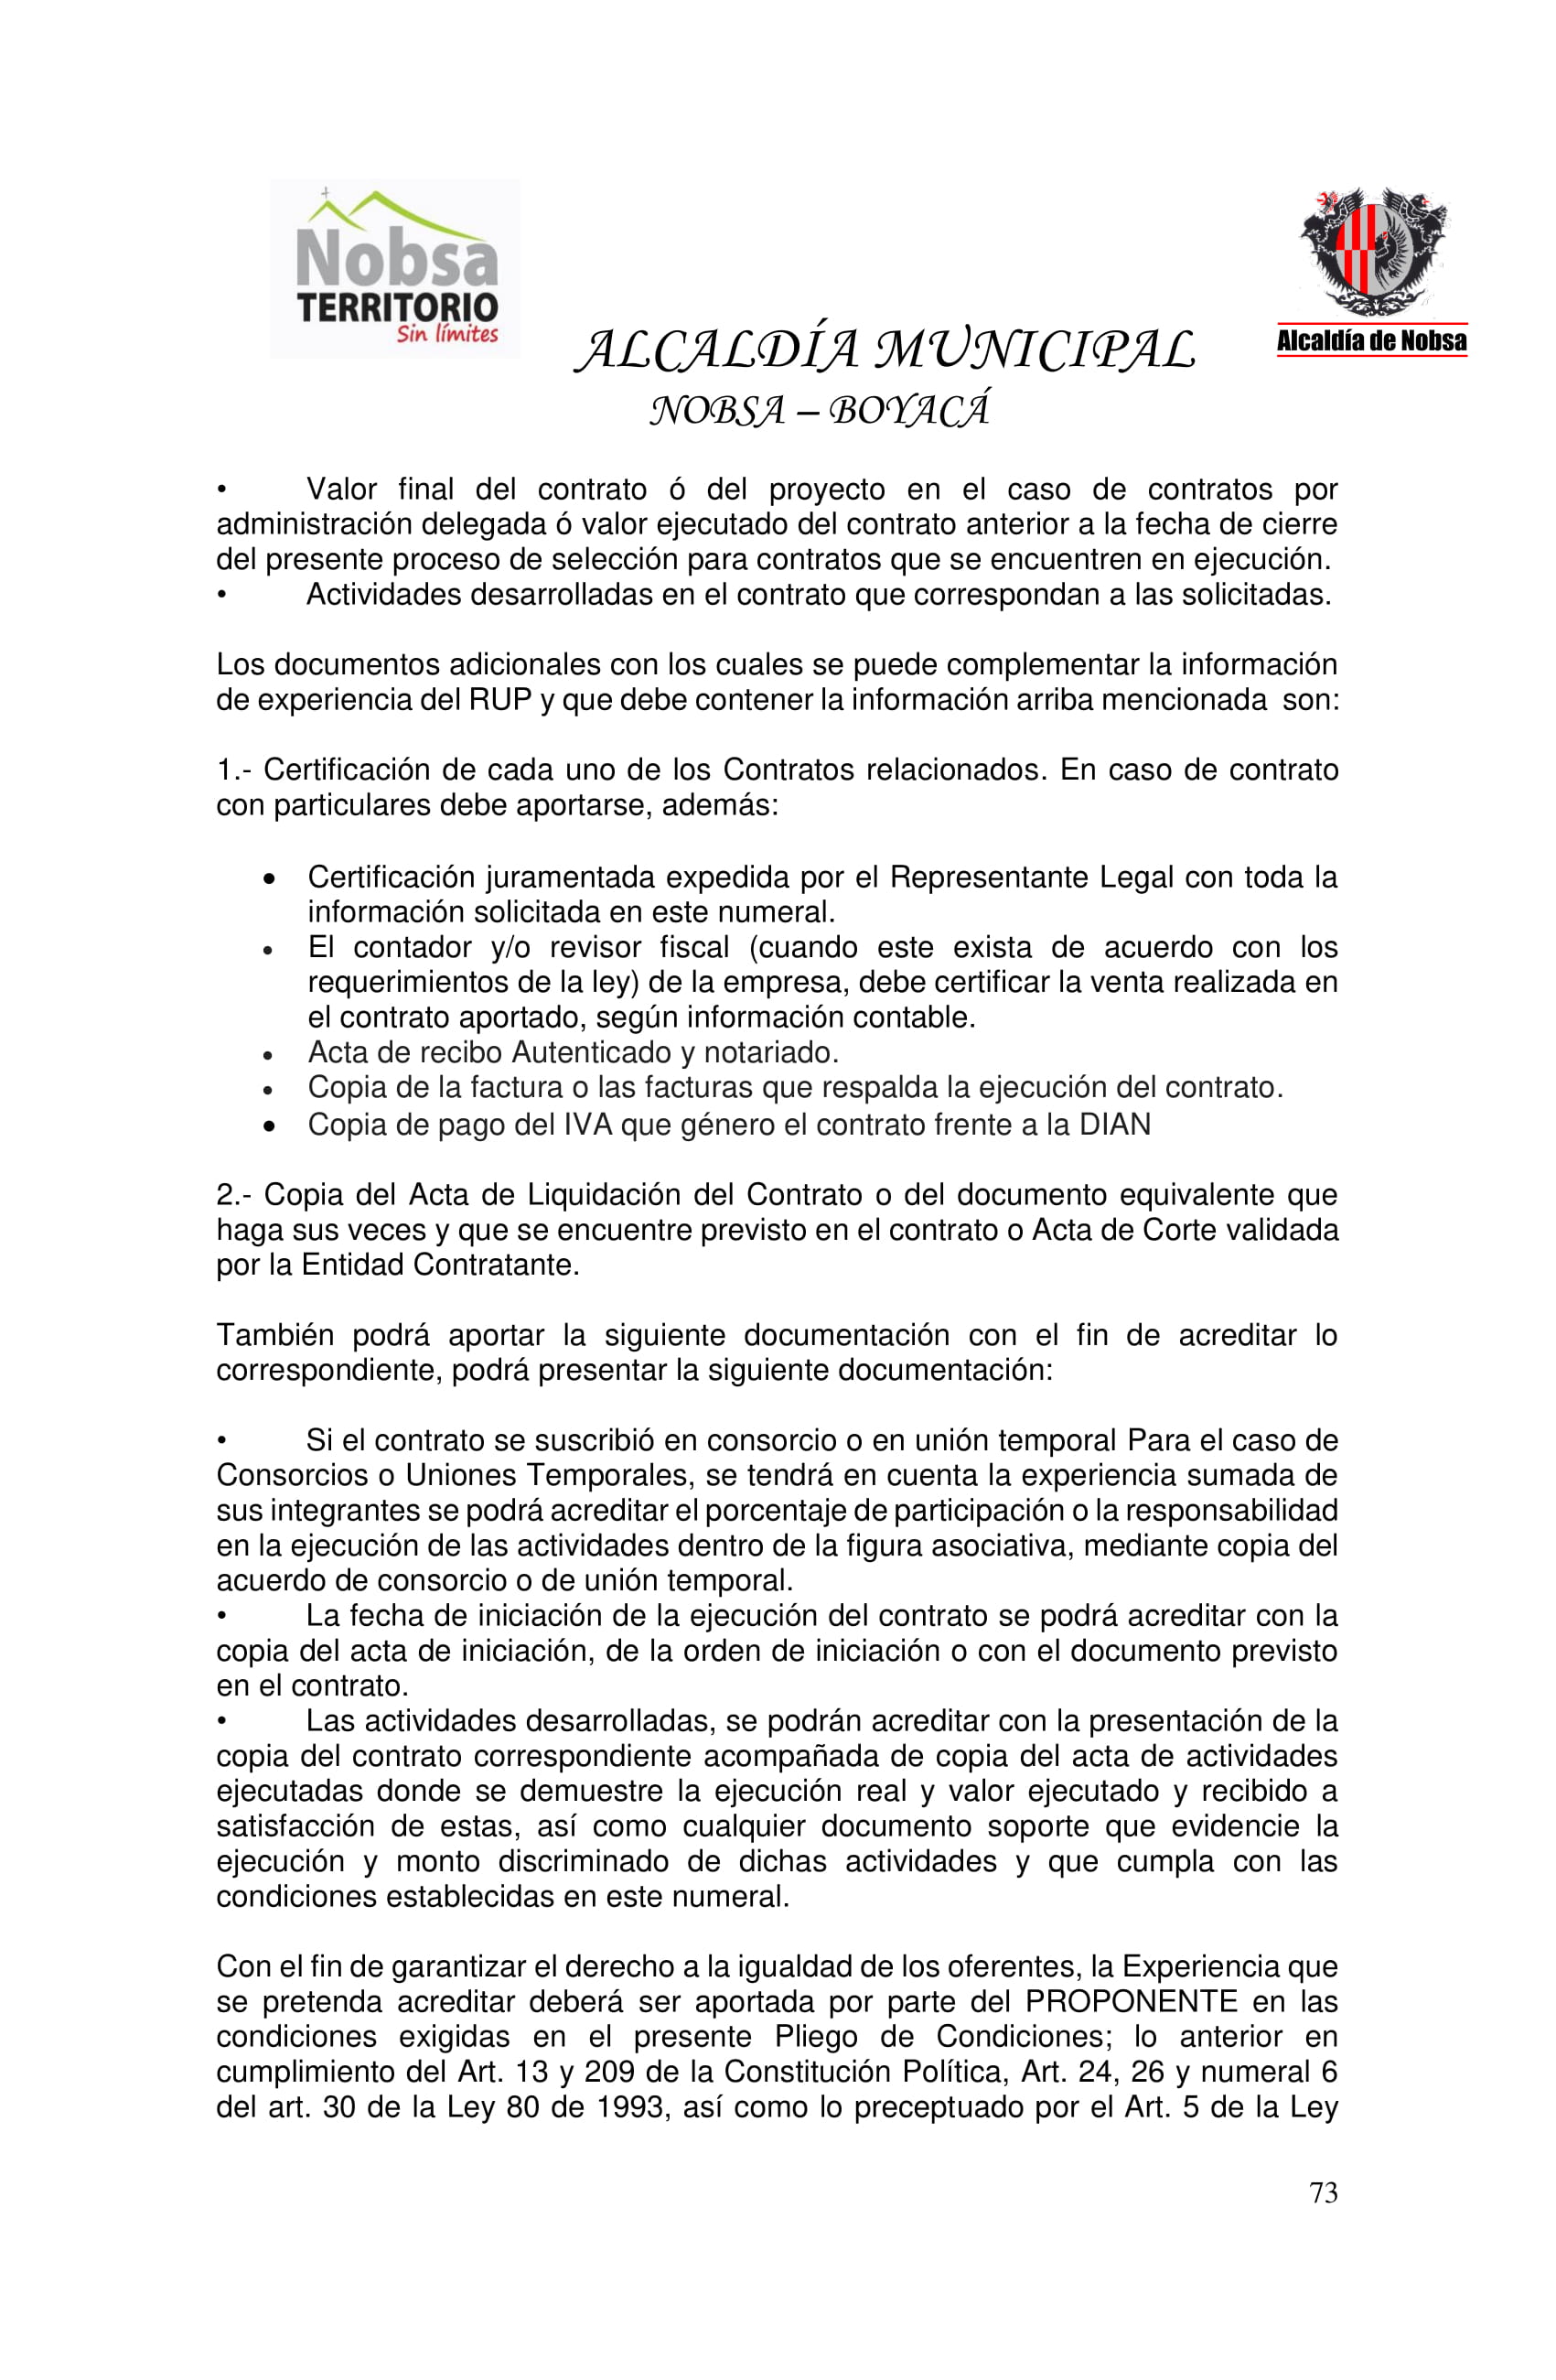 Nobsa
TERRITORIO
Sin límites
Alcaldía de Nobsa
ALCALDÍA MUNICIPAL
NOBSA – BOYACÁ
• Valor final del contrato ó del proyecto en el caso de contratos por
administración delegada ó valor ejecutado del contrato anterior a la fecha de cierre
del presente proceso de selección para contratos que se encuentren en ejecución.
• Actividades desarrolladas en el contrato que correspondan a las solicitadas.
Los documentos adicionales con los cuales se puede complementar la información
de experiencia del RUP y que debe contener la información arriba mencionada son:
1.- Certificación de cada uno de los Contratos relacionados. En caso de contrato
con particulares debe aportarse, además:
• Certificación juramentada expedida por el Representante Legal con toda la
información solicitada en este numeral.
• El contador y/o revisor fiscal (cuando este exista de acuerdo con los
requerimientos de la ley) de la empresa, debe certificar la venta realizada en
el contrato aportado, según información contable.
• Acta de recibo Autenticado y notariado.
• Copia de la factura o las facturas que respalda la ejecución del contrato.
• Copia de pago del IVA que género el contrato frente a la DIAN
2.- Copia del Acta de Liquidación del Contrato o del documento equivalente que
haga sus veces y que se encuentre previsto en el contrato o Acta de Corte validada
por la Entidad Contratante.
También podrá aportar la siguiente documentación con el fin de acreditar lo
correspondiente, podrá presentar la siguiente documentación:
• Si el contrato se suscribió en consorcio o en unión temporal Para el caso de
Consorcios o Uniones Temporales, se tendrá en cuenta la experiencia sumada de
sus integrantes se podrá acreditar el porcentaje de participación o la responsabilidad
en la ejecución de las actividades dentro de la figura asociativa, mediante copia del
acuerdo de consorcio o de unión temporal.
• La fecha de iniciación de la ejecución del contrato se podrá acreditar con la
copia del acta de iniciación, de la orden de iniciación o con el documento previsto
en el contrato.
• Las actividades desarrolladas, se podrán acreditar con la presentación de la
copia del contrato correspondiente acompañada de copia del acta de actividades
ejecutadas donde se demuestre la ejecución real y valor ejecutado y recibido a
satisfacción de estas, así como cualquier documento soporte que evidencie la
ejecución y monto discriminado de dichas actividades y que cumpla con las
condiciones establecidas en este numeral.
Con el fin de garantizar el derecho a la igualdad de los oferentes, la Experiencia que
se pretenda acreditar deberá ser aportada por parte del PROPONENTE en las
condiciones exigidas en el presente Pliego de Condiciones; lo anterior en
cumplimiento del Art. 13 y 209 de la Constitución Política, Art. 24, 26 y numeral 6
del art. 30 de la Ley 80 de 1993, así como lo preceptuado por el Art. 5 de la Ley
73